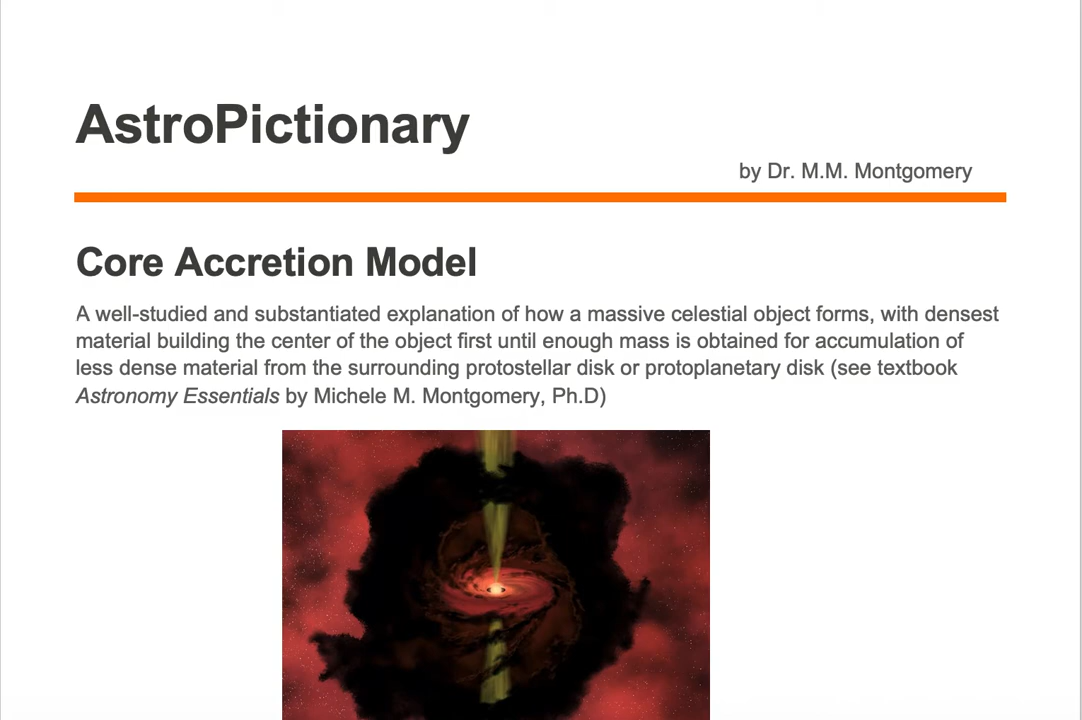 AstroPictionary
by Dr. M.M. Montgomery
Core Accretion Model
A well-studied and substantiated explanation of how a massive celestial object forms, with densest
material building the center of the object first until enough mass is obtained for accumulation of
less dense material from the surrounding protostellar disk or protoplanetary disk (see textbook
Astronomy Essentials by Michele M. Montgomery, Ph.D)